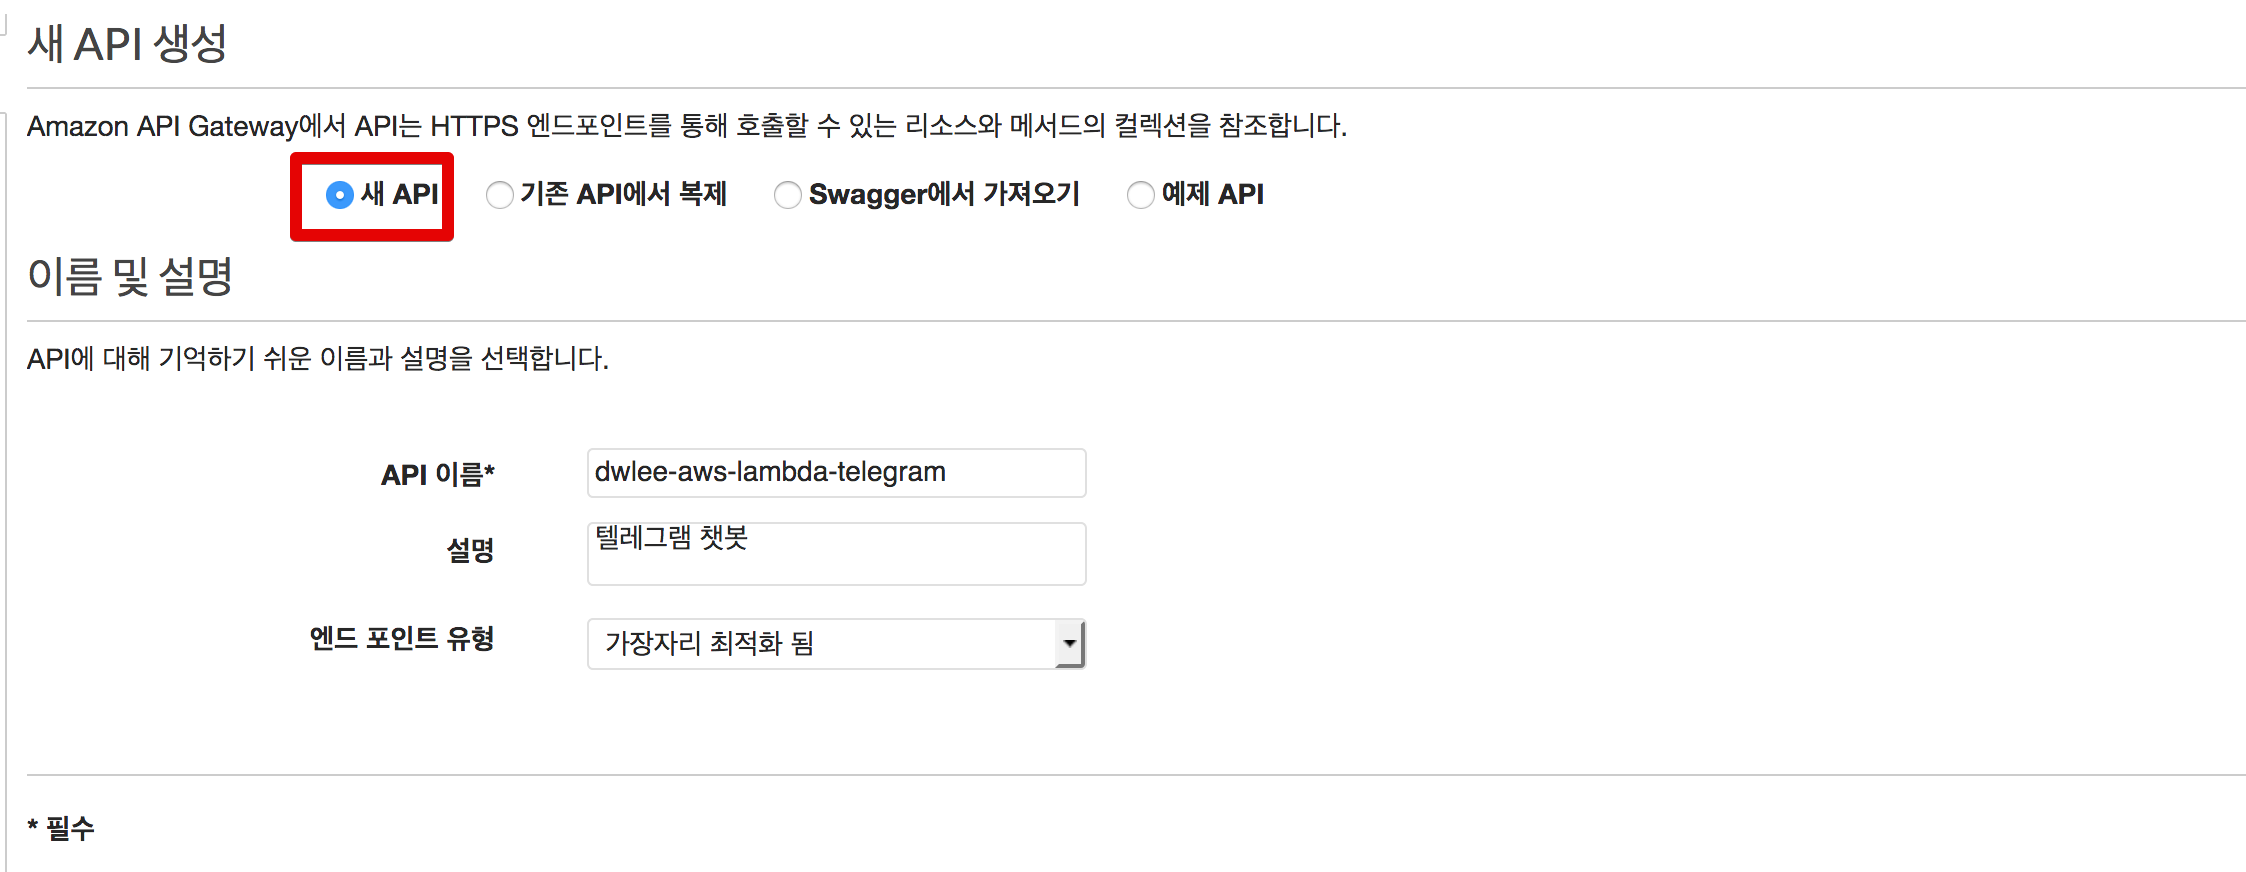 새 API 생성
Amazon API Gateway에서 API는 HTTPS 엔드포인트를 통해 호출할 수 있는 리소스와 메서드의 컬렉션을 참조합니다.
새 API 기존 API에서 복제 Swagger에서 가져오기 예제 API
이름 및 설명
API에 대해 기억하기 쉬운 이름과 설명을 선택합니다.
API 이름* dwlee-aws-lambda-telegram
설명 텔레그램 챗봇
엔드 포인트 유형 가장자리 최적화 됨
* 필수